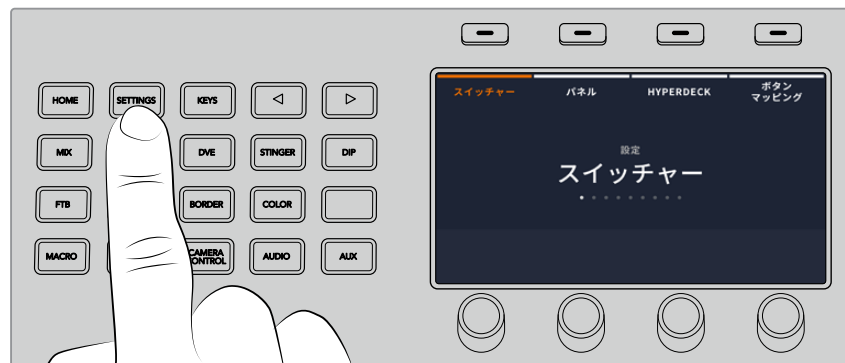 HOME
SETTINGS
KEYS
MIX
DVE
STINGER
DIP
FTB
BORDER
COLOR
MACRO
CAMERA
CONTROL
AUDIO
AUX
スイッチャー
パネル
HYPERDECK
ボタン
マッピング
設定
スイッチャー